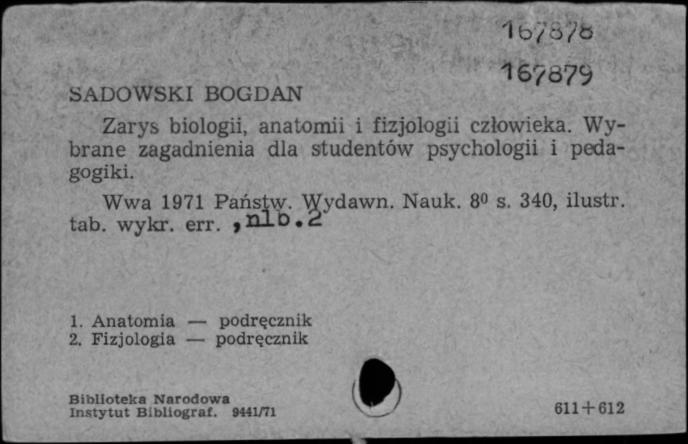 167878
167879
SADOWSKI BOGDAN
Zarys biologii, anatomii i fizjologii człowieka. Wy-
brane zagadnienia dla studentów psychologii i peda-
gogiki.
Wwa 1971 Państw. Wydawn. Nauk. 8⁰ s. 340, ilustr.
tab. wykr. err. ,nlb.2
1. Anatomia — podręcznik
2. Fizjologia — podręcznik
Biblioteka Narodowa
Instytut Bibliograf. 9441/71
611+612